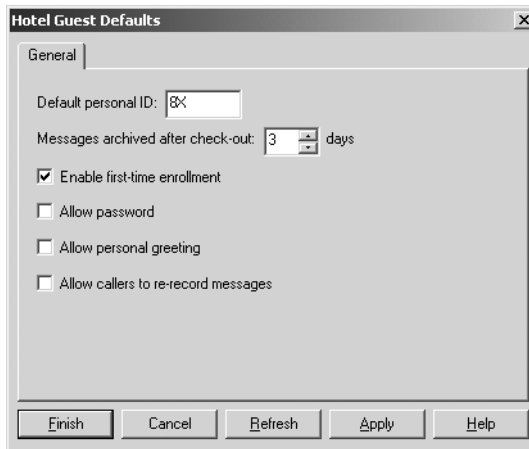 Hotel Guest Defaults
General
Default personal ID: 8X
Messages archived after check-out: 3 days
Enable first-time enrollment
Allow password
Allow personal greeting
Allow callers to re-record messages
Finish Cancel Refresh Apply Help